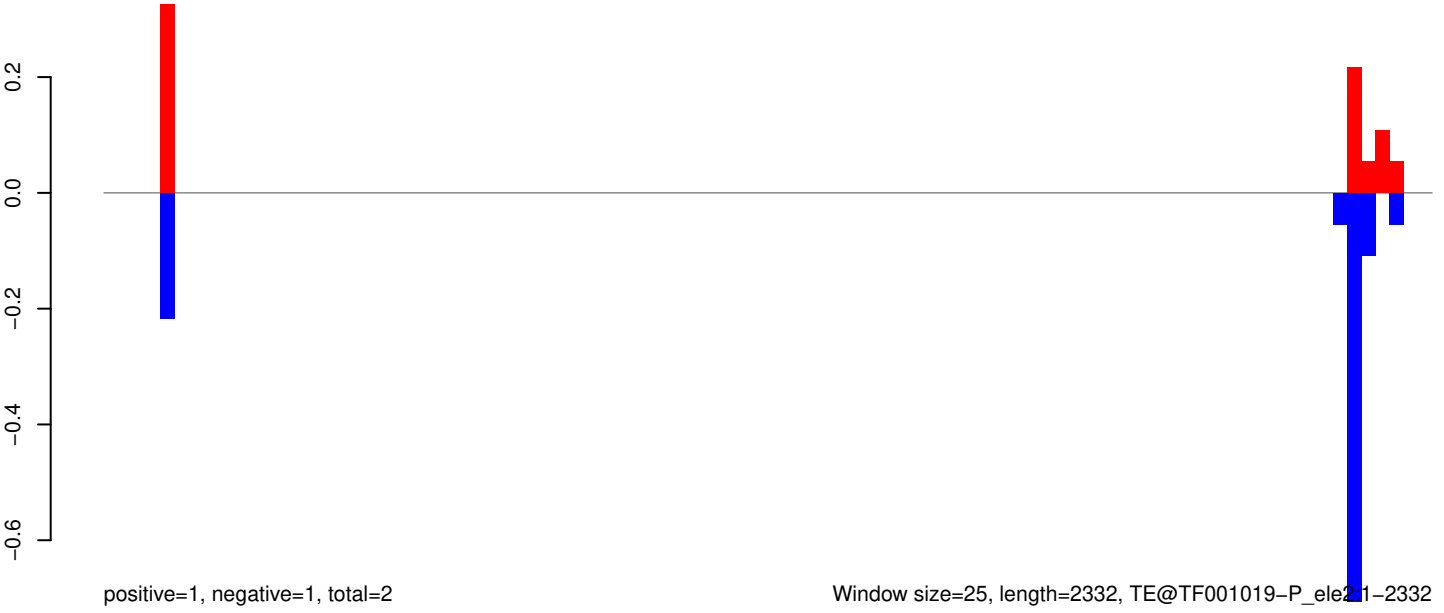 0.2
0.0
−0.2
−0.4
−0.6
positive=1, negative=1, total=2
Window size=25, length=2332, TE@TF001019−P_ele2:1−2332